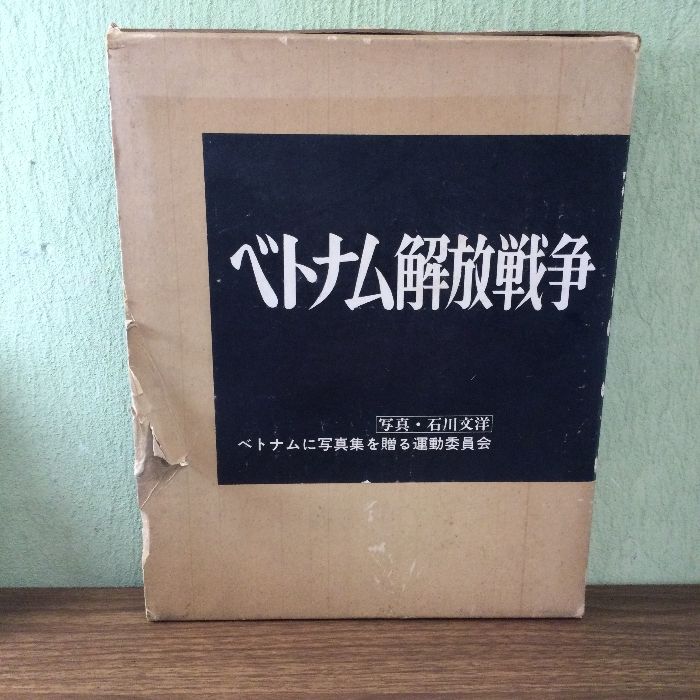 ベトナム解放戦争
写真・石川文洋
ベトナムに写真集を贈る運動委員会